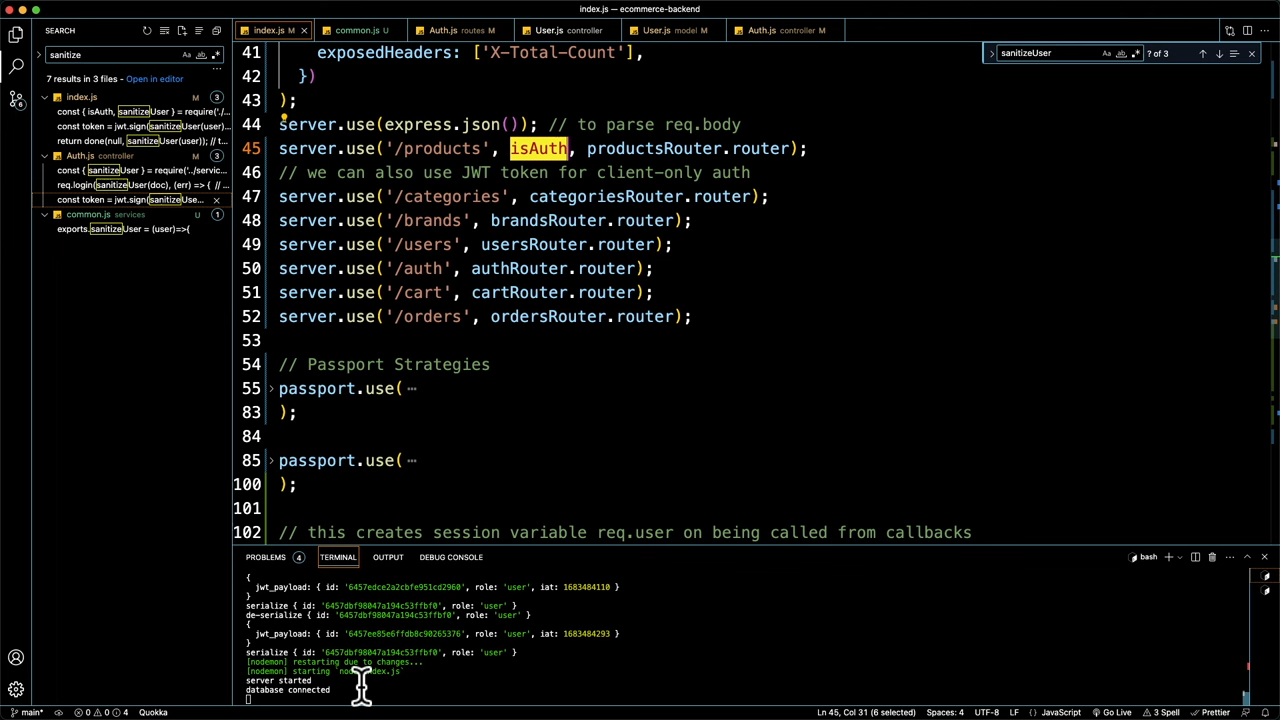 index.js — ecommerce-backend
SEARCH
sanitize
7 results in 3 files - Open in editor
index.js M 3
const { isAuth, sanitizeUser } = require('./...
const token = jwt.sign(sanitizeUser(user)...
return done(null, sanitizeUser(user)); // t...
Auth.js controller M 3
const { sanitizeUser } = require('../servic...
req.login(sanitizeUser(doc), (err) => { // ...
const token = jwt.sign(sanitizeUse...
common.js services U 1
exports.sanitizeUser = (user)=>{
index.js M
common.js U
Auth.js routes M
User.js controller
User.js model M
Auth.js controller M
sanitizeUser
? of 3
41 exposedHeaders: ['X-Total-Count'],
42 })
43 );
44 server.use(express.json()); // to parse req.body
45 server.use('/products', isAuth, productsRouter.router);
46 // we can also use JWT token for client-only auth
47 server.use('/categories', categoriesRouter.router);
48 server.use('/brands', brandsRouter.router);
49 server.use('/users', usersRouter.router);
50 server.use('/auth', authRouter.router);
51 server.use('/cart', cartRouter.router);
52 server.use('/orders', ordersRouter.router);
53
54 // Passport Strategies
55 passport.use( ⋯
83 );
84
85 passport.use( ⋯
100 );
101
102 // this creates session variable req.user on being called from callbacks
PROBLEMS 4 TERMINAL OUTPUT DEBUG CONSOLE
bash
{
jwt_payload: { id: '6457edce2a2cbfe951cd2960', role: 'user', iat: 1683484110 }
}
serialize { id: '6457dbf98047a194c53ffbf0', role: 'user' }
de-serialize { id: '6457dbf98047a194c53ffbf0', role: 'user' }
{
jwt_payload: { id: '6457ee85e6ffdb8c90265376', role: 'user', iat: 1683484293 }
}
serialize { id: '6457dbf98047a194c53ffbf0', role: 'user' }
[nodemon] restarting due to changes...
[nodemon] starting `node index.js`
server started
database connected
main* 0 0 4 Quokka
Ln 45, Col 31 (6 selected) Spaces: 4 UTF-8 LF { } JavaScript Go Live 3 Spell Prettier